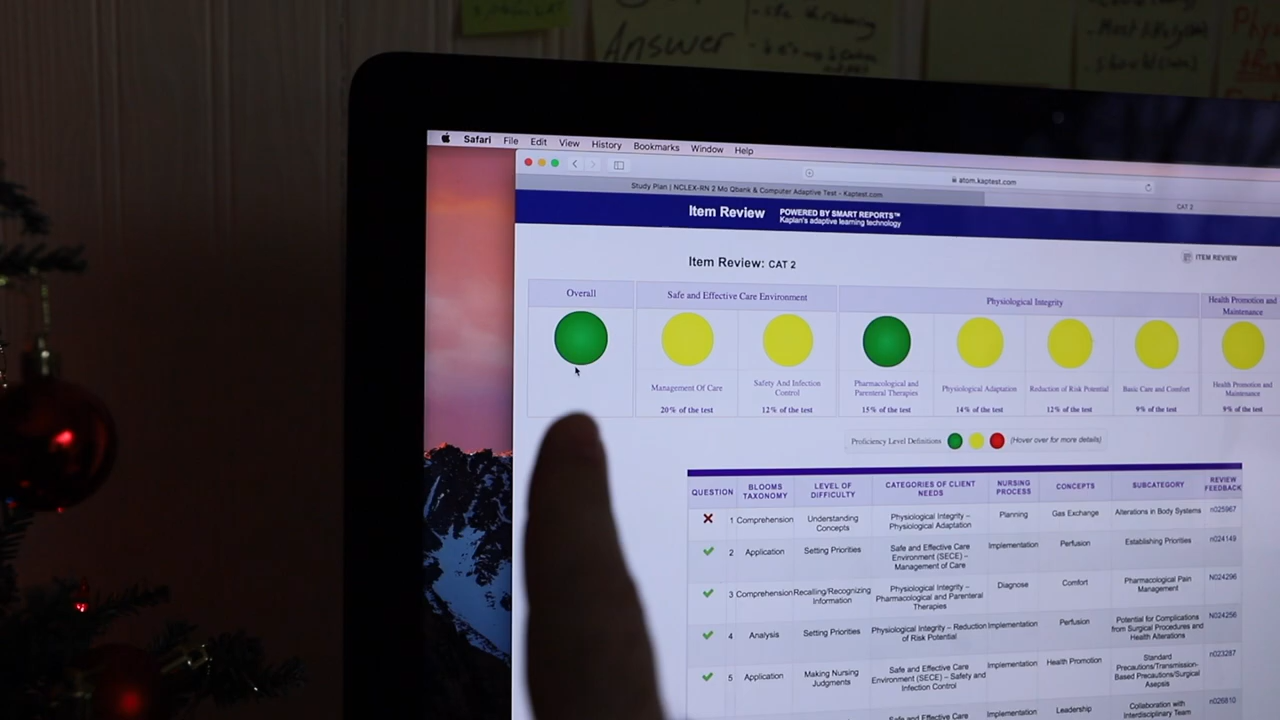 Answer
Safari File Edit View History Bookmarks Window Help
atom.kaptest.com
Study Plan | NCLEX-RN 2 Mo Qbank & Computer Adaptive Test – Kaptest.com
CAT 2
Item Review
POWERED BY SMART REPORTS™
Kaplan's adaptive learning technology
Item Review: CAT 2
ITEM REVIEW
Overall
Safe and Effective Care Environment
Physiological Integrity
Health Promotion and
Maintenance
Management Of Care
20% of the test
Safety And Infection
Control
12% of the test
Pharmacological and
Parenteral Therapies
15% of the test
Physiological Adaptation
14% of the test
Reduction of Risk Potential
12% of the test
Basic Care and Comfort
9% of the test
Health Promotion and
Maintenance
9% of the test
Proficiency Level Definitions (Hover over for more details)
QUESTION
BLOOMS
TAXONOMY
LEVEL OF
DIFFICULTY
CATEGORIES OF CLIENT
NEEDS
NURSING
PROCESS
CONCEPTS
SUBCATEGORY
REVIEW
FEEDBACK
1 Comprehension
Understanding
Concepts
Physiological Integrity –
Physiological Adaptation
Planning
Gas Exchange
Alterations in Body Systems
n025967
2 Application
Setting Priorities
Safe and Effective Care
Environment (SECE) –
Management of Care
Implementation
Perfusion
Establishing Priorities
n024149
3 Comprehension
Recalling/Recognizing
Information
Physiological Integrity –
Pharmacological and Parenteral
Therapies
Diagnose
Comfort
Pharmacological Pain
Management
N024296
4 Analysis
Setting Priorities
Physiological Integrity – Reduction
of Risk Potential
Implementation
Perfusion
Potential for Complications
from Surgical Procedures and
Health Alterations
N024256
5 Application
Making Nursing
Judgments
Safe and Effective Care
Environment (SECE) – Safety and
Infection Control
Implementation
Health Promotion
Standard
Precautions/Transmission-
Based Precautions/Surgical
Asepsis
n023287
Safe and Effective Care
Implementation
Leadership
Collaboration with
Interdisciplinary Team
n026810